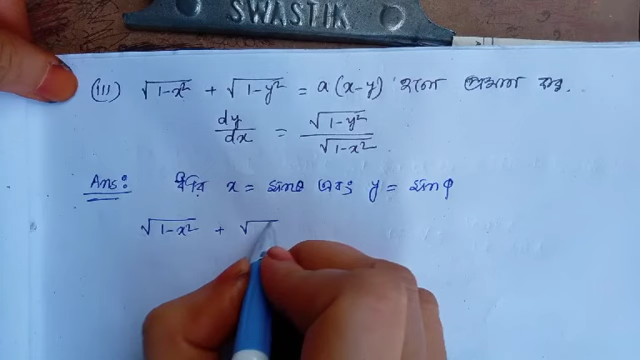 SWASTIK
(III) √1-x² + √1-y² = a(x-y) হলে প্রমাণ কর.
dy/dx = √1-y²/√1-x²
Ans: ধরি x = sinθ এবং y = sinφ
√1-x² + √